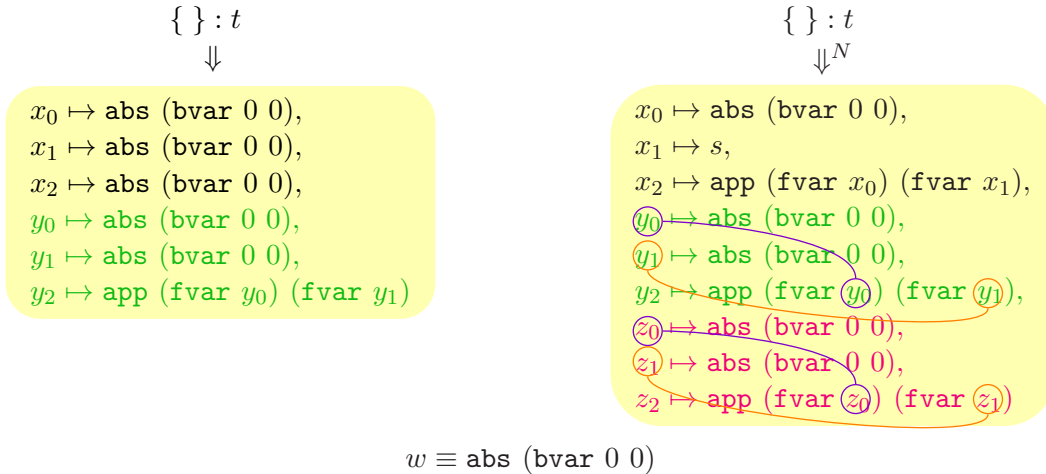 { } : t
⇓
x₀ ↦ abs (bvar 0 0),
x₁ ↦ abs (bvar 0 0),
x₂ ↦ abs (bvar 0 0),
y₀ ↦ abs (bvar 0 0),
y₁ ↦ abs (bvar 0 0),
y₂ ↦ app (fvar y₀) (fvar y₁)
{ } : t
⇓ᴺ
x₀ ↦ abs (bvar 0 0),
x₁ ↦ s,
x₂ ↦ app (fvar x₀) (fvar x₁),
y₀ ↦ abs (bvar 0 0),
y₁ ↦ abs (bvar 0 0),
y₂ ↦ app (fvar y₀) (fvar y₁),
z₀ ↦ abs (bvar 0 0),
z₁ ↦ abs (bvar 0 0),
z₂ ↦ app (fvar z₀) (fvar z₁)
w ≡ abs (bvar 0 0)